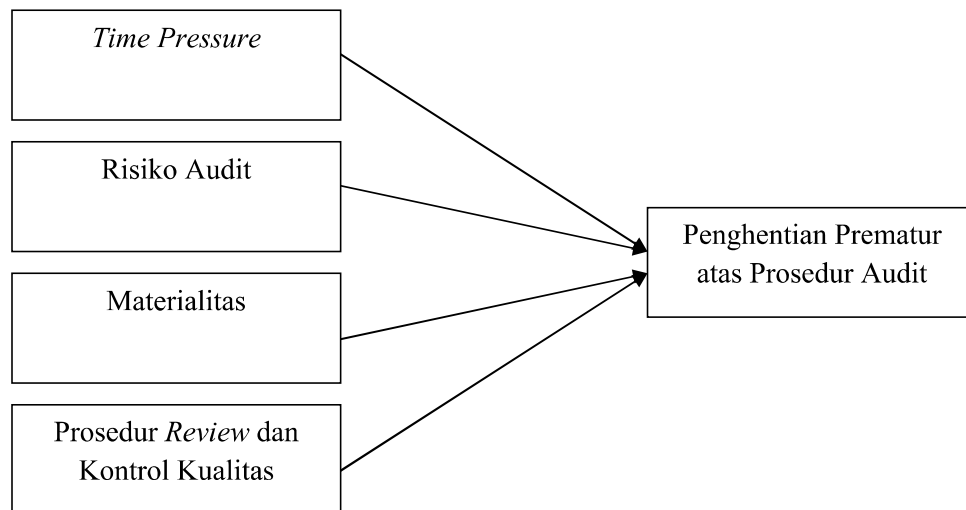 Time Pressure
Risiko Audit
Materialitas
Prosedur Review dan
Kontrol Kualitas
Penghentian Prematur
atas Prosedur Audit